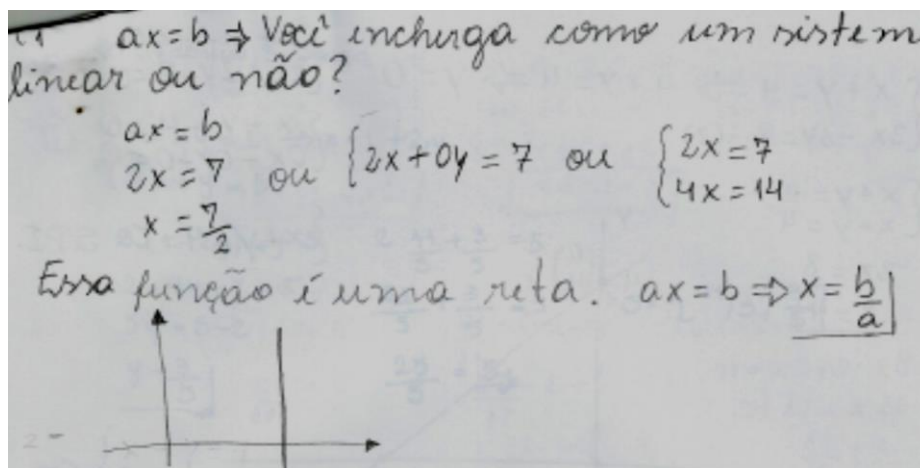 ax = b ⇒ Você incherga como um sistem
linear ou não?
ax = b
2x = 7 ou {2x + 0y = 7 ou {2x = 7
4x = 14
x = 7/2
Essa função é uma reta. ax = b ⇒ x = b/a